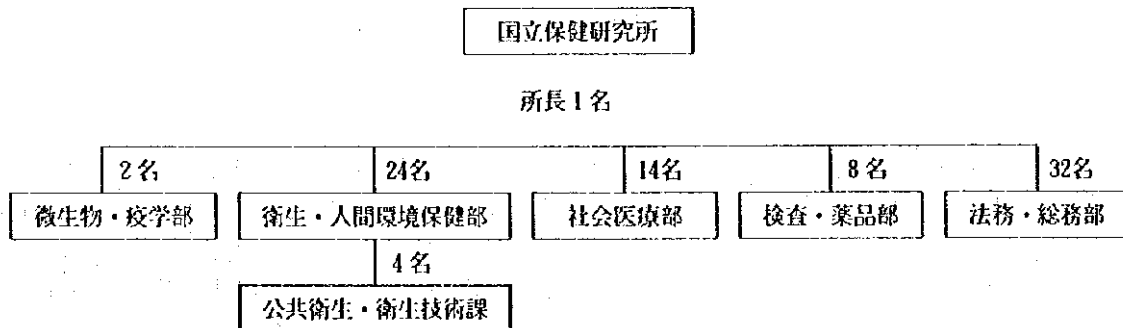 国立保健研究所
所長1名
2名 24名 14名 8名 32名
微生物・疫学部 衛生・人間環境保健部 社会医療部 検査・薬品部 法務・総務部
4名
公共衛生・衛生技術課